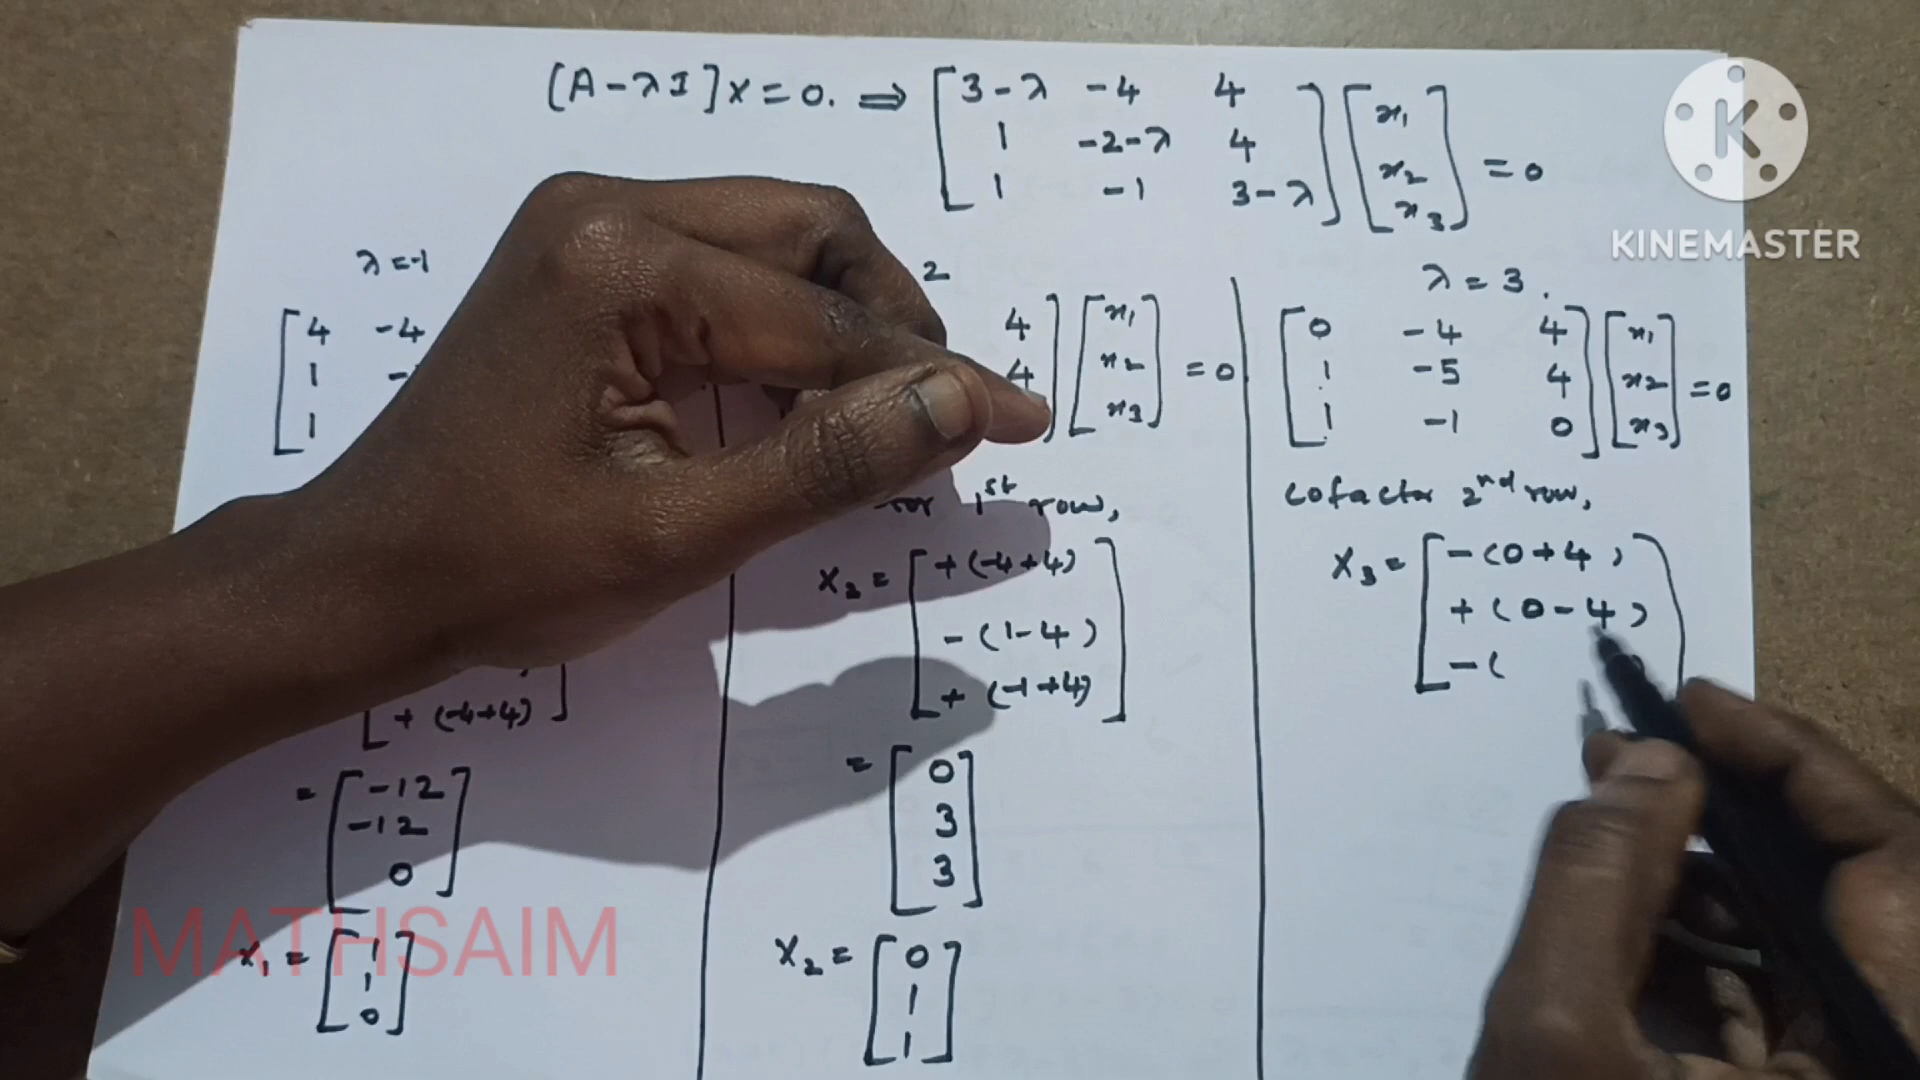 [A-λI]X=0. ⇒ [3-λ -4 4] [x₁]
1 -2-λ 4 x₂ =0
1 -1 3-λ x₃
KINEMASTER
λ=-1
4 -4
1
1
2
4 x₁
4 x₂ =0
x₃
1st row,
X₂= [+(-4+4)
-(1-4)
+(-1+4)]
= [0
3
3]
X₂= [0
1
1]
+(-4+4)
= [-12
-12
0]
X₁= [1
1
0]
λ=3.
0 -4 4 x₁
1 -5 4 x₂ =0
1 -1 0 x₃
Cofactor 2nd row,
X₃= [-(0+4)
+(0-4)
-(
MATHSAIM